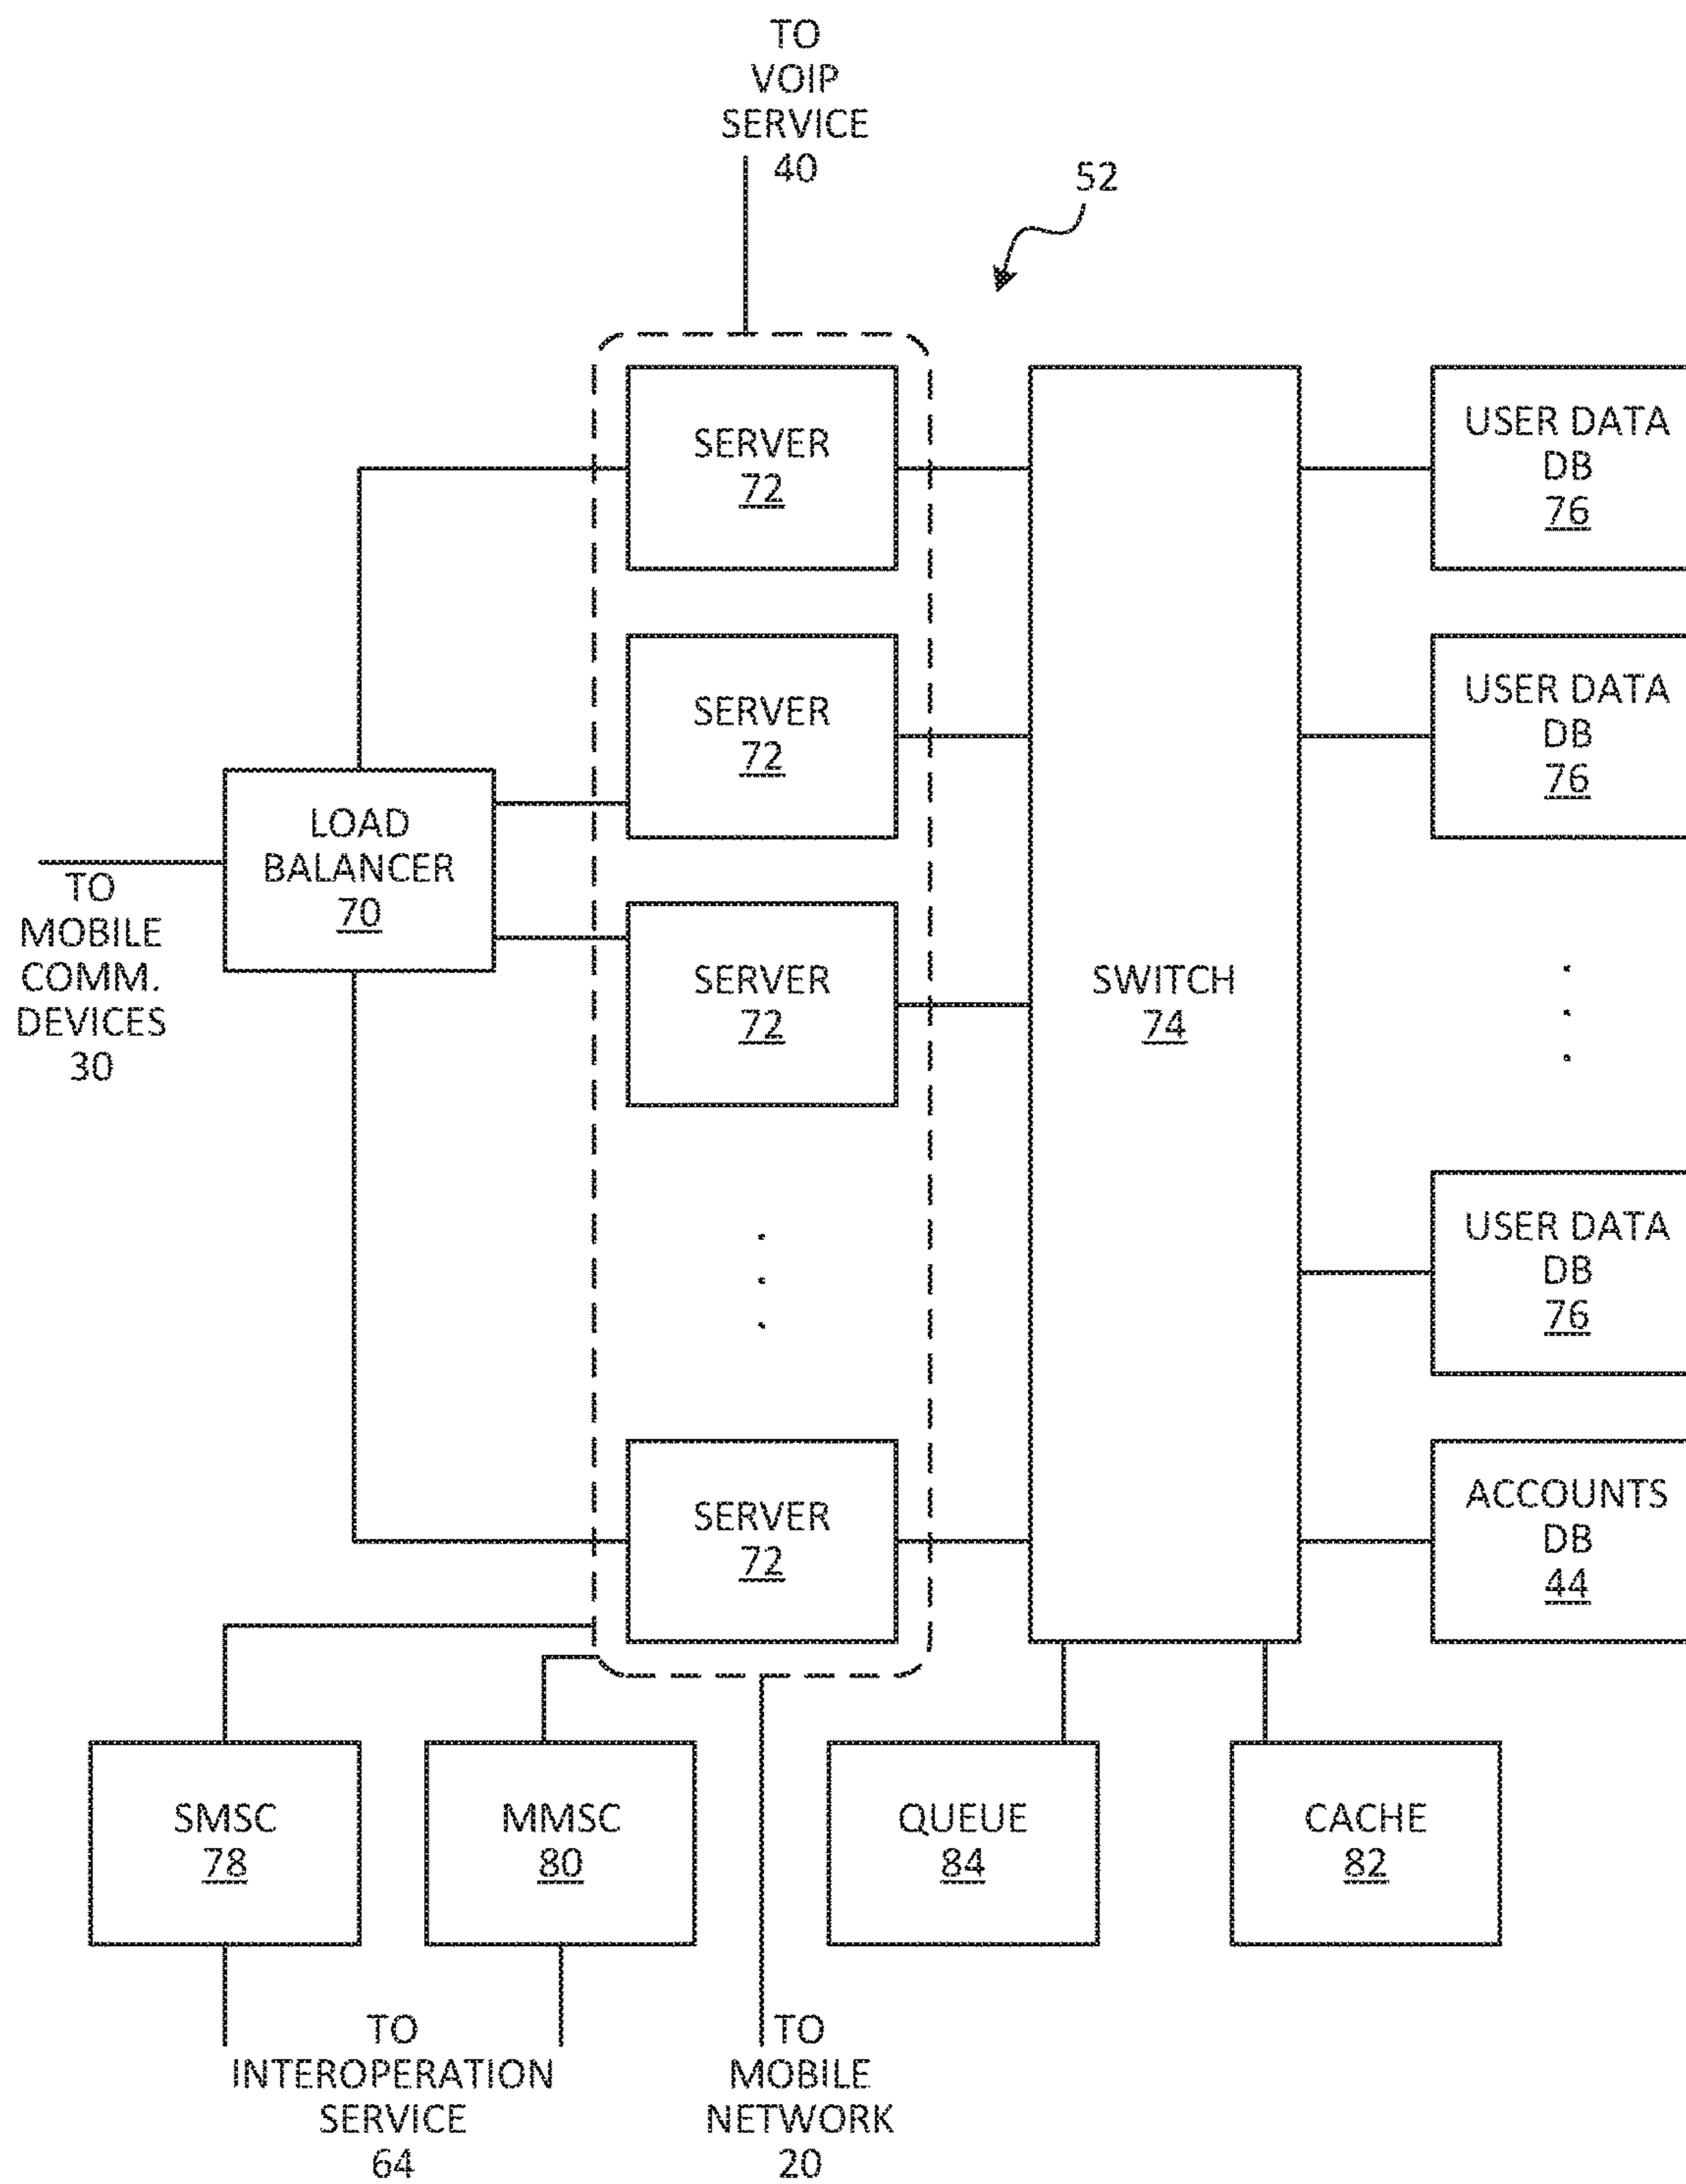 TO
VOIP
SERVICE
40
52
SERVER
72
USER DATA
DB
76
SERVER
72
USER DATA
DB
76
LOAD
BALANCER
70
TO
MOBILE
COMM.
DEVICES
30
SERVER
72
SWITCH
74
USER DATA
DB
76
SERVER
72
ACCOUNTS
DB
44
SMSC
78
MMSC
80
QUEUE
84
CACHE
82
TO
INTEROPERATION
SERVICE
64
TO
MOBILE
NETWORK
20